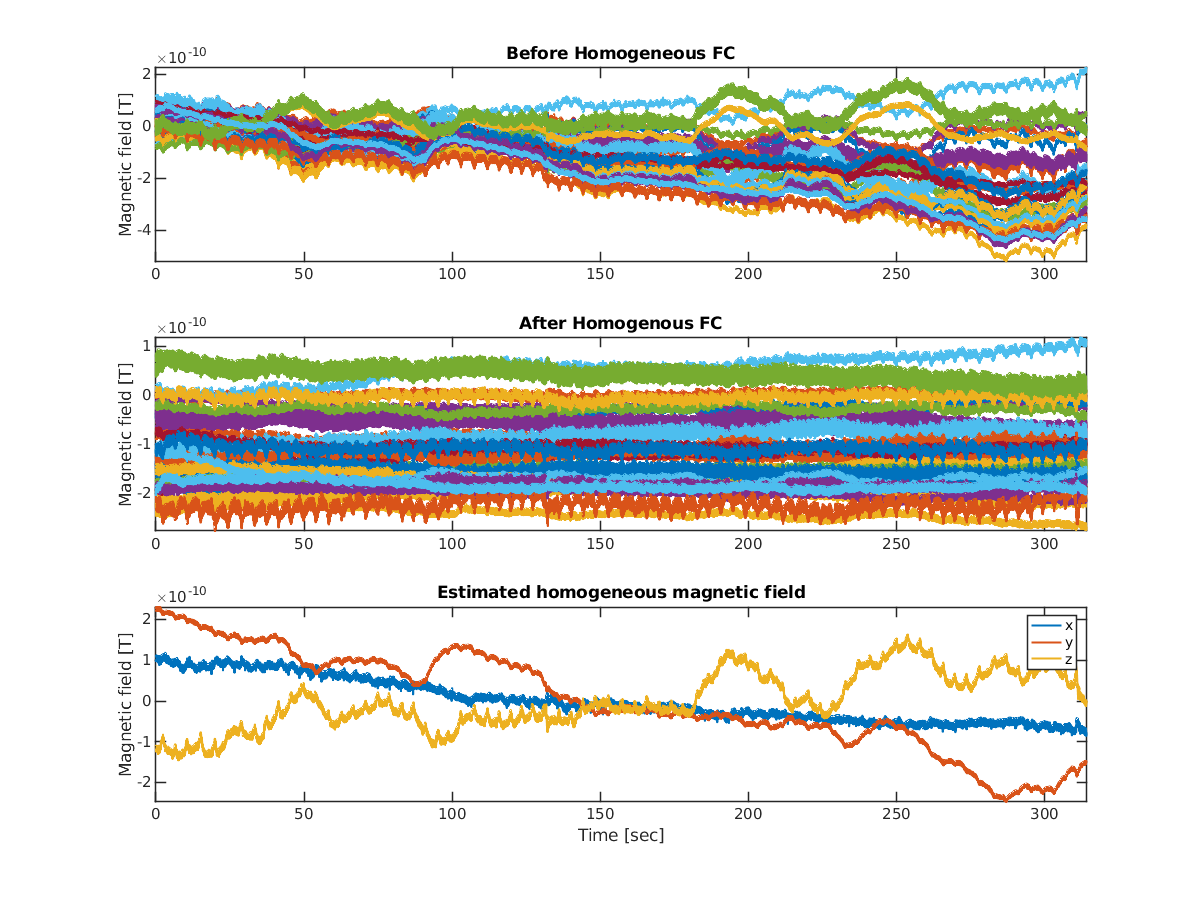 Before Homogeneous FC
×10^-10
Magnetic field [T]
2
0
-2
-4
0 50 100 150 200 250 300
After Homogenous FC
×10^-10
Magnetic field [T]
1
0
-1
-2
0 50 100 150 200 250 300
Estimated homogeneous magnetic field
×10^-10
Magnetic field [T]
2
1
0
-1
-2
x
y
z
0 50 100 150 200 250 300
Time [sec]